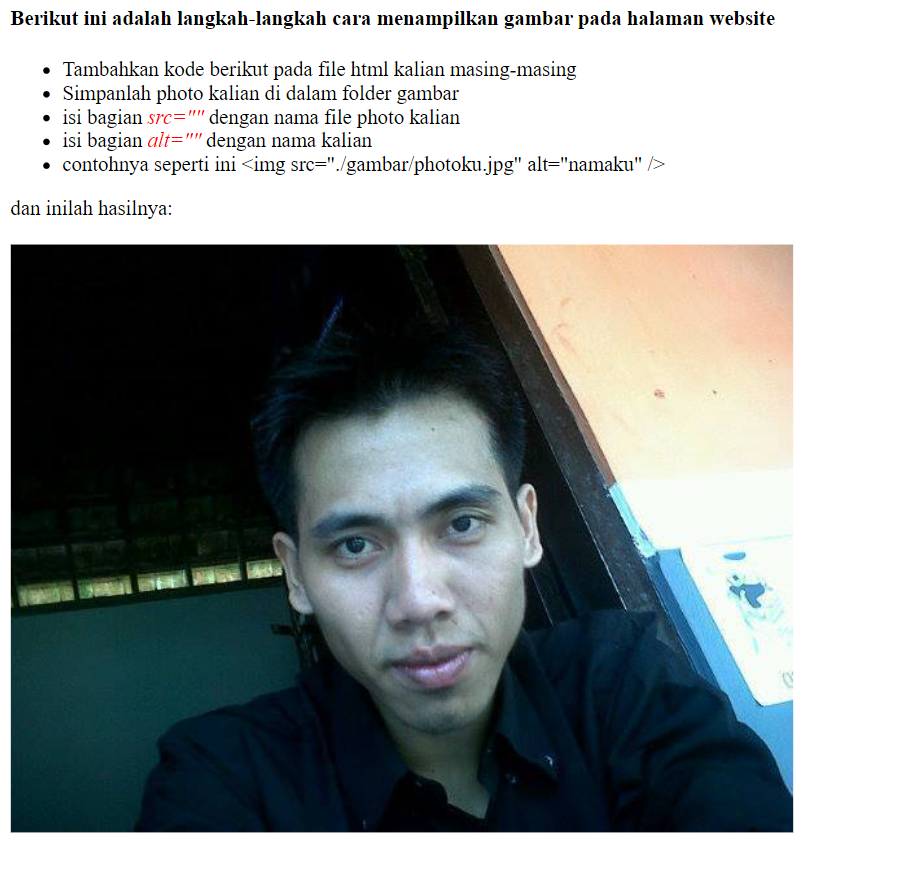 Berikut ini adalah langkah-langkah cara menampilkan gambar pada halaman website
Tambahkan kode berikut pada file html kalian masing-masing
Simpanlah photo kalian di dalam folder gambar
isi bagian src="" dengan nama file photo kalian
isi bagian alt="" dengan nama kalian
contohnya seperti ini <img src="./gambar/photoku.jpg" alt="namaku" />
dan inilah hasilnya: